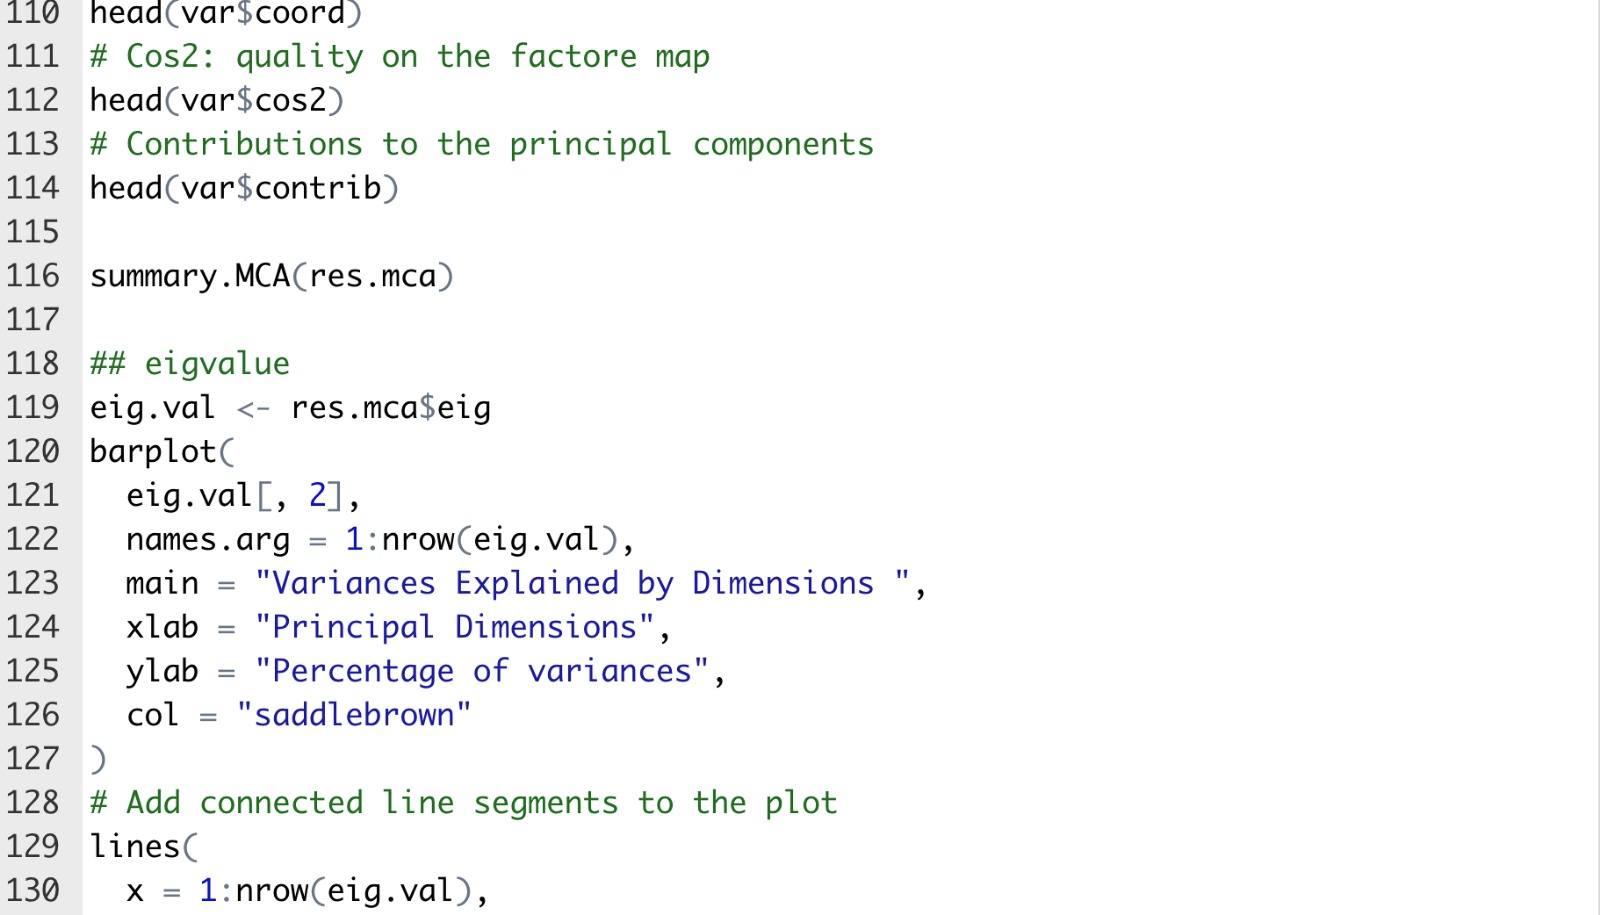 110 head(var$coord)
111 # Cos2: quality on the factore map
112 head(var$cos2)
113 # Contributions to the principal components
114 head(var$contrib)
115
116 summary.MCA(res.mca)
117
118 ## eigvalue
119 eig.val <- res.mca$eig
120 barplot(
121   eig.val[, 2],
122   names.arg = 1:nrow(eig.val),
123   main = "Variances Explained by Dimensions ",
124   xlab = "Principal Dimensions",
125   ylab = "Percentage of variances",
126   col = "saddlebrown"
127 )
128 # Add connected line segments to the plot
129 lines(
130   x = 1:nrow(eig.val),